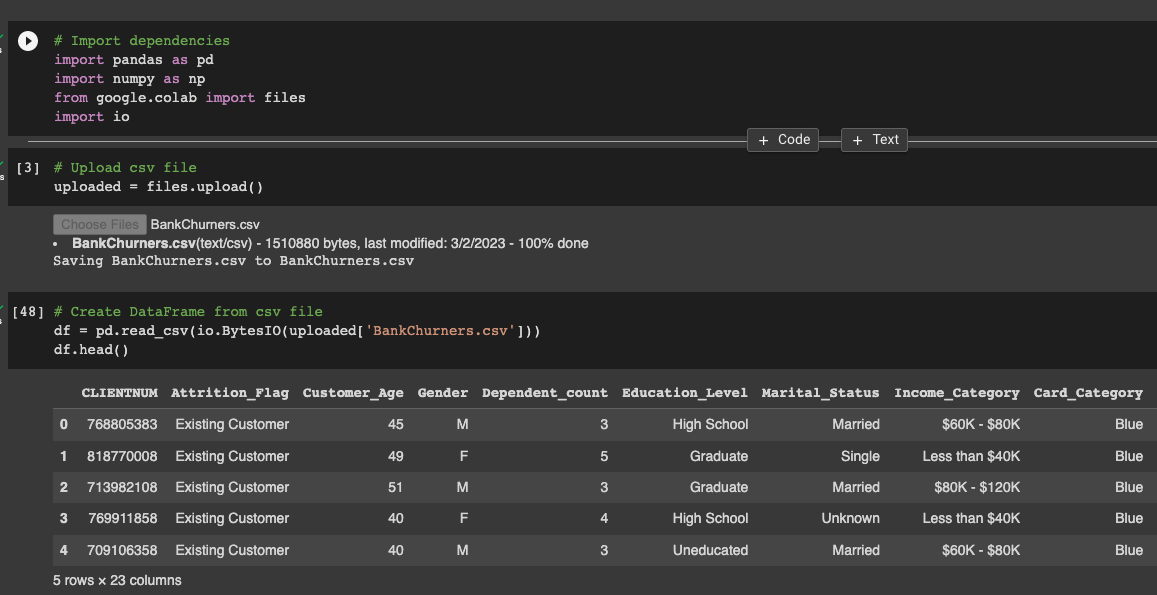 # Import dependencies
import pandas as pd
import numpy as np
from google.colab import files
import io
+ Code + Text
[3] # Upload csv file
uploaded = files.upload()
Choose Files BankChurners.csv
• BankChurners.csv(text/csv) - 1510880 bytes, last modified: 3/2/2023 - 100% done
Saving BankChurners.csv to BankChurners.csv
[48] # Create DataFrame from csv file
df = pd.read_csv(io.BytesIO(uploaded['BankChurners.csv']))
df.head()
CLIENTNUM Attrition_Flag Customer_Age Gender Dependent_count Education_Level Marital_Status Income_Category Card_Category
0 768805383 Existing Customer 45 M 3 High School Married $60K - $80K Blue
1 818770008 Existing Customer 49 F 5 Graduate Single Less than $40K Blue
2 713982108 Existing Customer 51 M 3 Graduate Married $80K - $120K Blue
3 769911858 Existing Customer 40 F 4 High School Unknown Less than $40K Blue
4 709106358 Existing Customer 40 M 3 Uneducated Married $60K - $80K Blue
5 rows × 23 columns